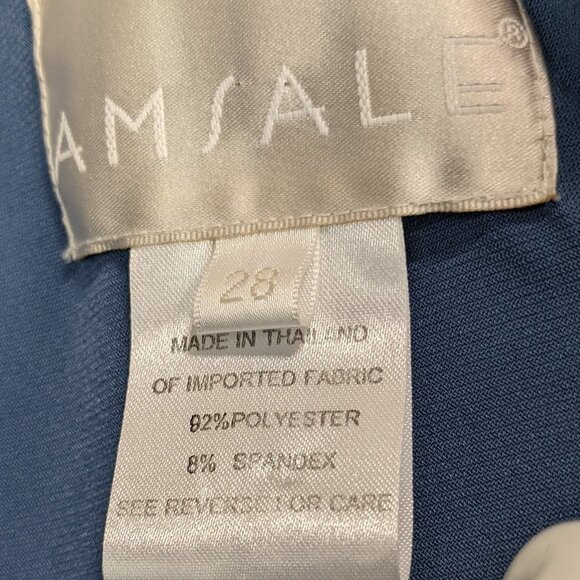 AMSALE®
28
MADE IN THAILAND
OF IMPORTED FABRIC
92%POLYESTER
8% SPANDEX
SEE REVERSE FOR CARE